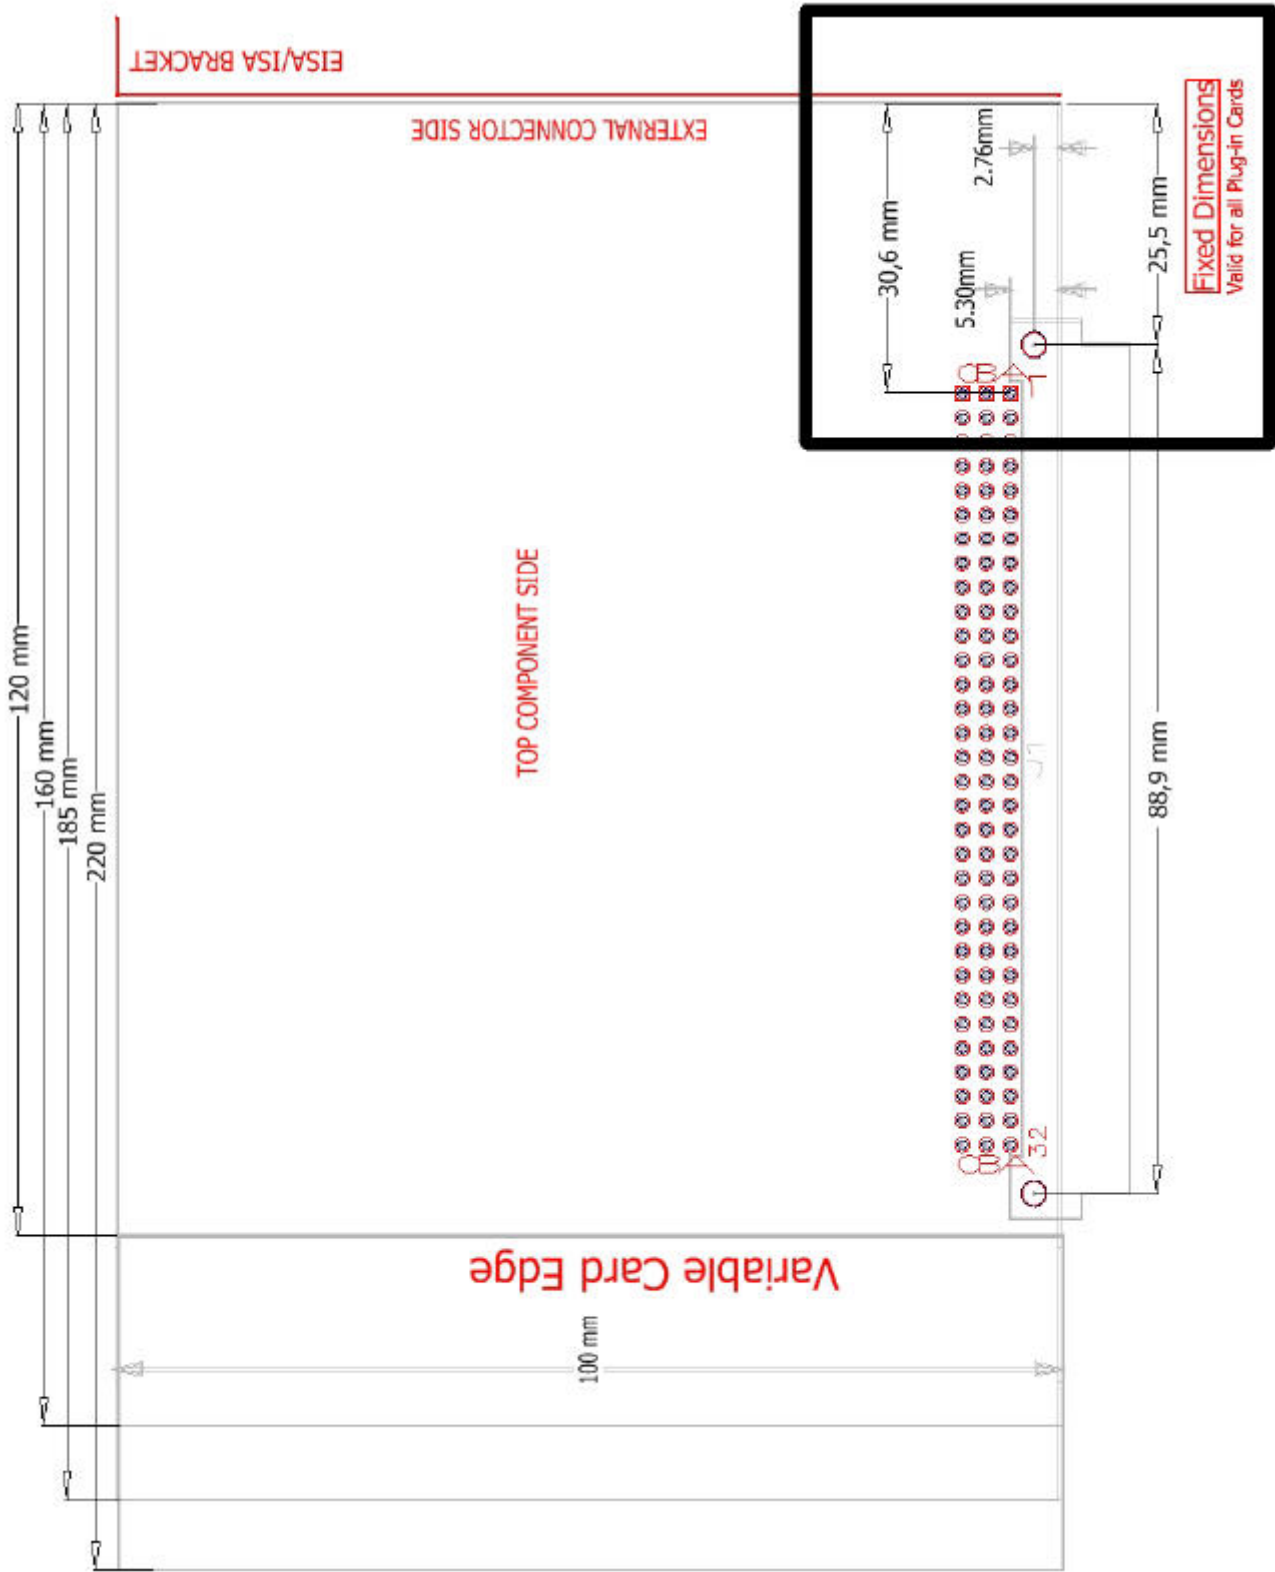 EISA/ISA BRACKET
EXTERNAL CONNECTOR SIDE
Fixed Dimensions
Valid for all Plug-in Cards
2.76mm
25,5 mm
30,6 mm
5.30mm
CBA
1
TOP COMPONENT SIDE
120 mm
160 mm
185 mm
220 mm
J1
88,9 mm
CBA
32
Variable Card Edge
100 mm